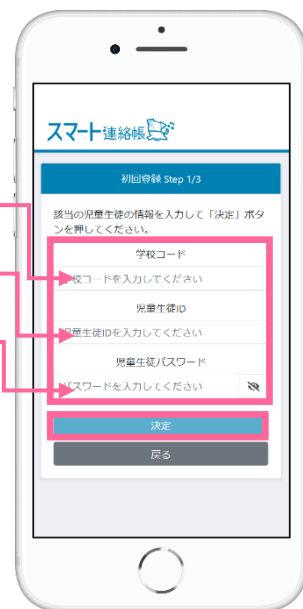 スマート連絡帳
初回登録 Step 1/3
該当の児童生徒の情報を入力して「決定」ボタ
ンを押してください。
学校コード
学校コードを入力してください
児童生徒ID
児童生徒IDを入力してください
児童生徒パスワード
パスワードを入力してください
決定
戻る